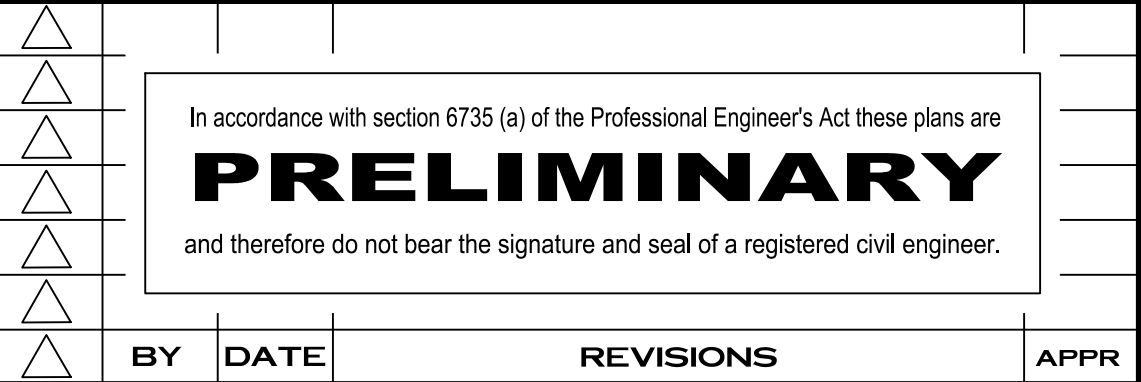 In accordance with section 6735 (a) of the Professional Engineer's Act these plans are
PRELIMINARY
and therefore do not bear the signature and seal of a registered civil engineer.
BY DATE REVISIONS APPR